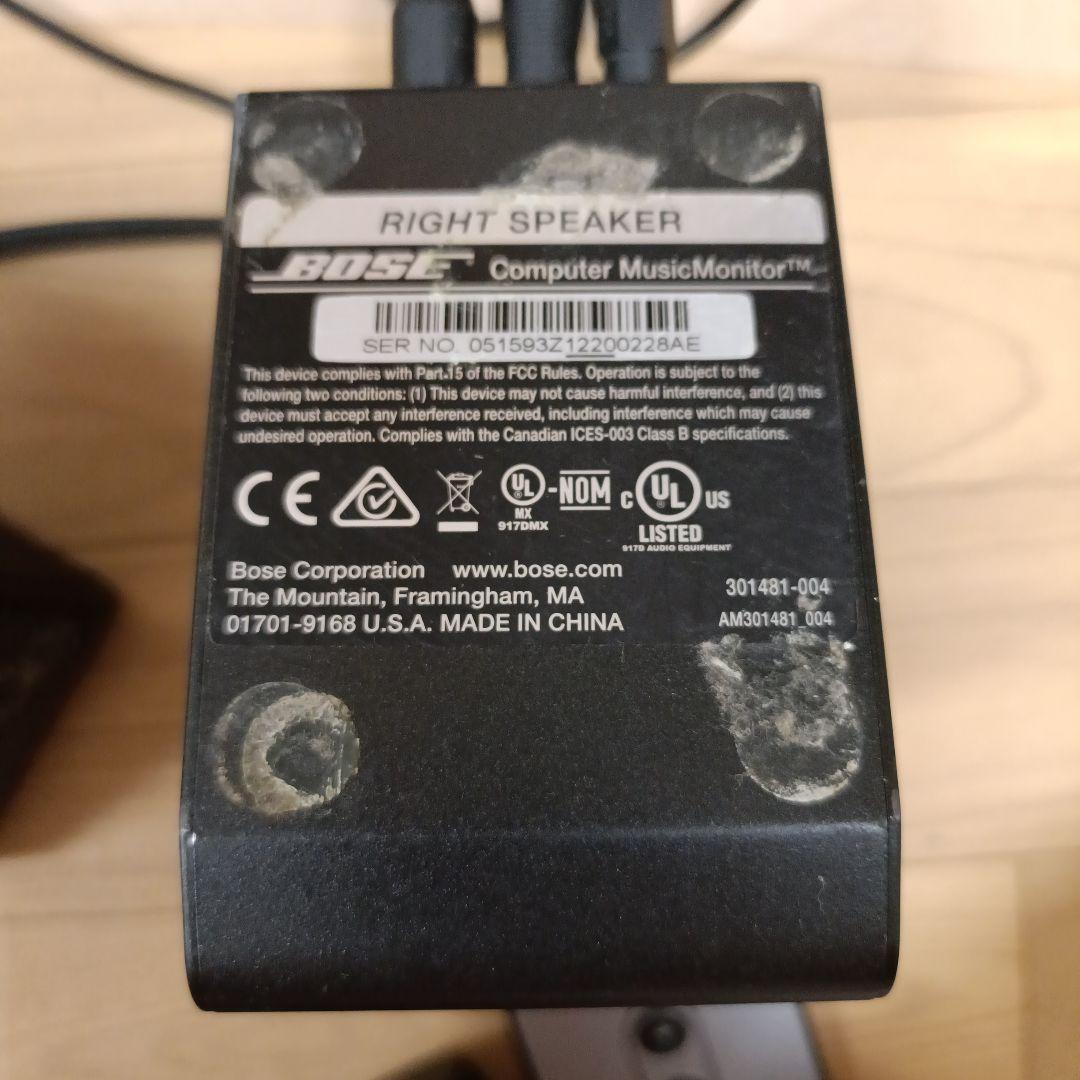 RIGHT SPEAKER
BOSE Computer MusicMonitor™
SER NO. 051593Z12200228AE
This device complies with Part 15 of the FCC Rules. Operation is subject to the
following two conditions: (1) This device may not cause harmful interference, and (2) this
device must accept any interference received, including interference which may cause
undesired operation. Complies with the Canadian ICES-003 Class B specifications.
CE UL -NOM C UL US
MX
917DMX
LISTED
917D AUDIO EQUIPMENT
Bose Corporation www.bose.com
The Mountain, Framingham, MA 301481-004
01701-9168 U.S.A. MADE IN CHINA AM301481_004